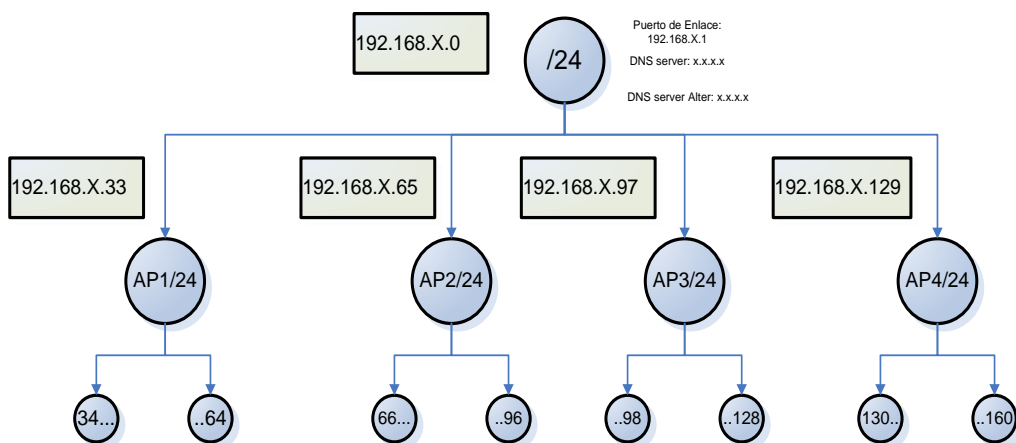 192.168.X.0
/24
Puerto de Enlace:
192.168.X.1
DNS server: x.x.x.x
DNS server Alter: x.x.x.x
192.168.X.33
192.168.X.65
192.168.X.97
192.168.X.129
AP1/24
AP2/24
AP3/24
AP4/24
34...
..64
66...
..96
..98
..128
130..
..160